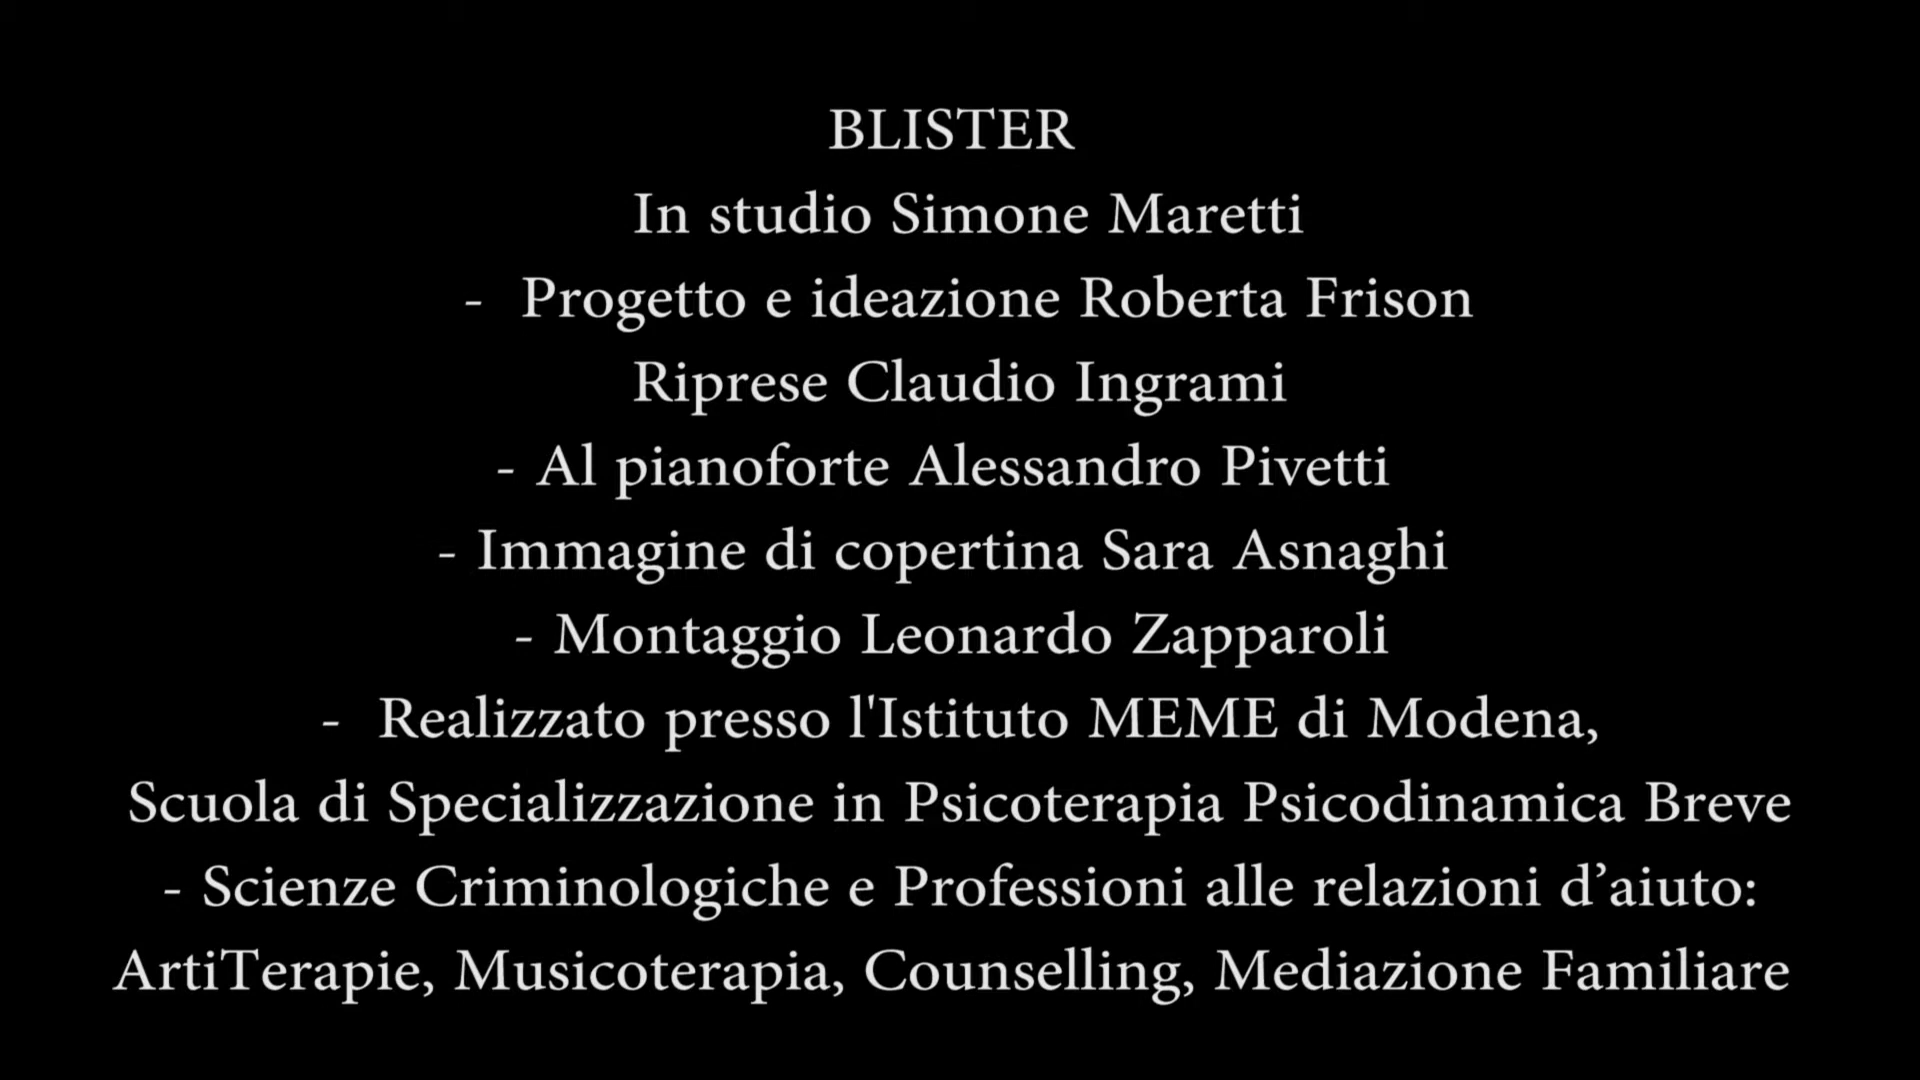 BLISTER
In studio Simone Maretti
-  Progetto e ideazione Roberta Frison
Riprese Claudio Ingrami
- Al pianoforte Alessandro Pivetti
- Immagine di copertina Sara Asnaghi
- Montaggio Leonardo Zapparoli
-  Realizzato presso l'Istituto MEME di Modena,
Scuola di Specializzazione in Psicoterapia Psicodinamica Breve
- Scienze Criminologiche e Professioni alle relazioni d’aiuto:
ArtiTerapie, Musicoterapia, Counselling, Mediazione Familiare